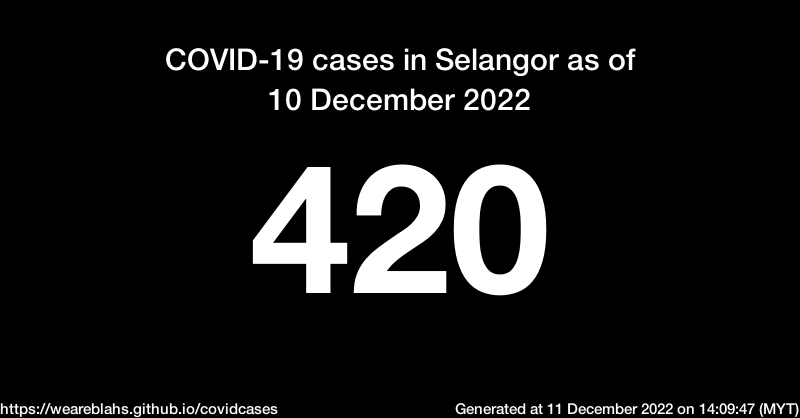 COVID-19 cases in Selangor as of
10 December 2022
420
https://weareblahs.github.io/covidcases
Generated at 11 December 2022 on 14:09:47 (MYT)